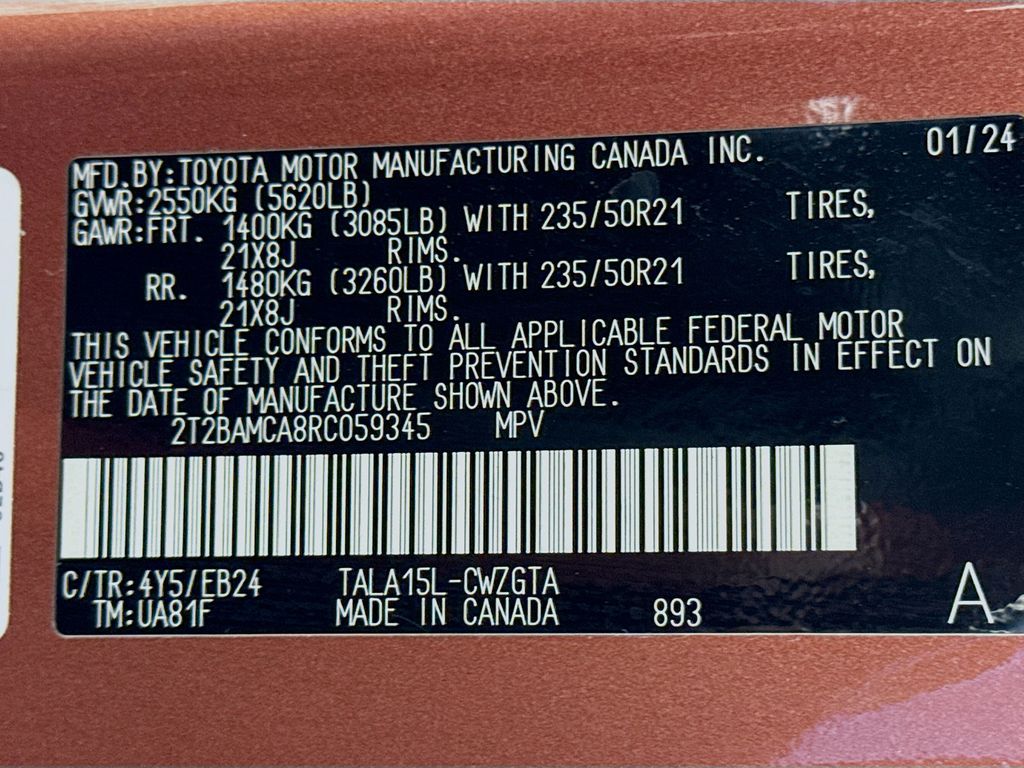 MFD.BY:TOYOTA MOTOR MANUFACTURING CANADA INC. 01/24
GVWR:2550KG (5620LB)
GAWR:FRT. 1400KG (3085LB) WITH 235/50R21 TIRES,
21X8J RIMS.
RR. 1480KG (3260LB) WITH 235/50R21 TIRES,
21X8J RIMS.
THIS VEHICLE CONFORMS TO ALL APPLICABLE FEDERAL MOTOR
VEHICLE SAFETY AND THEFT PREVENTION STANDARDS IN EFFECT ON
THE DATE OF MANUFACTURE SHOWN ABOVE.
2T2BAMCA8RC059345 MPV
C/TR:4Y5/EB24 TALA15L-CWZGTA
TM:UA81F MADE IN CANADA 893 A